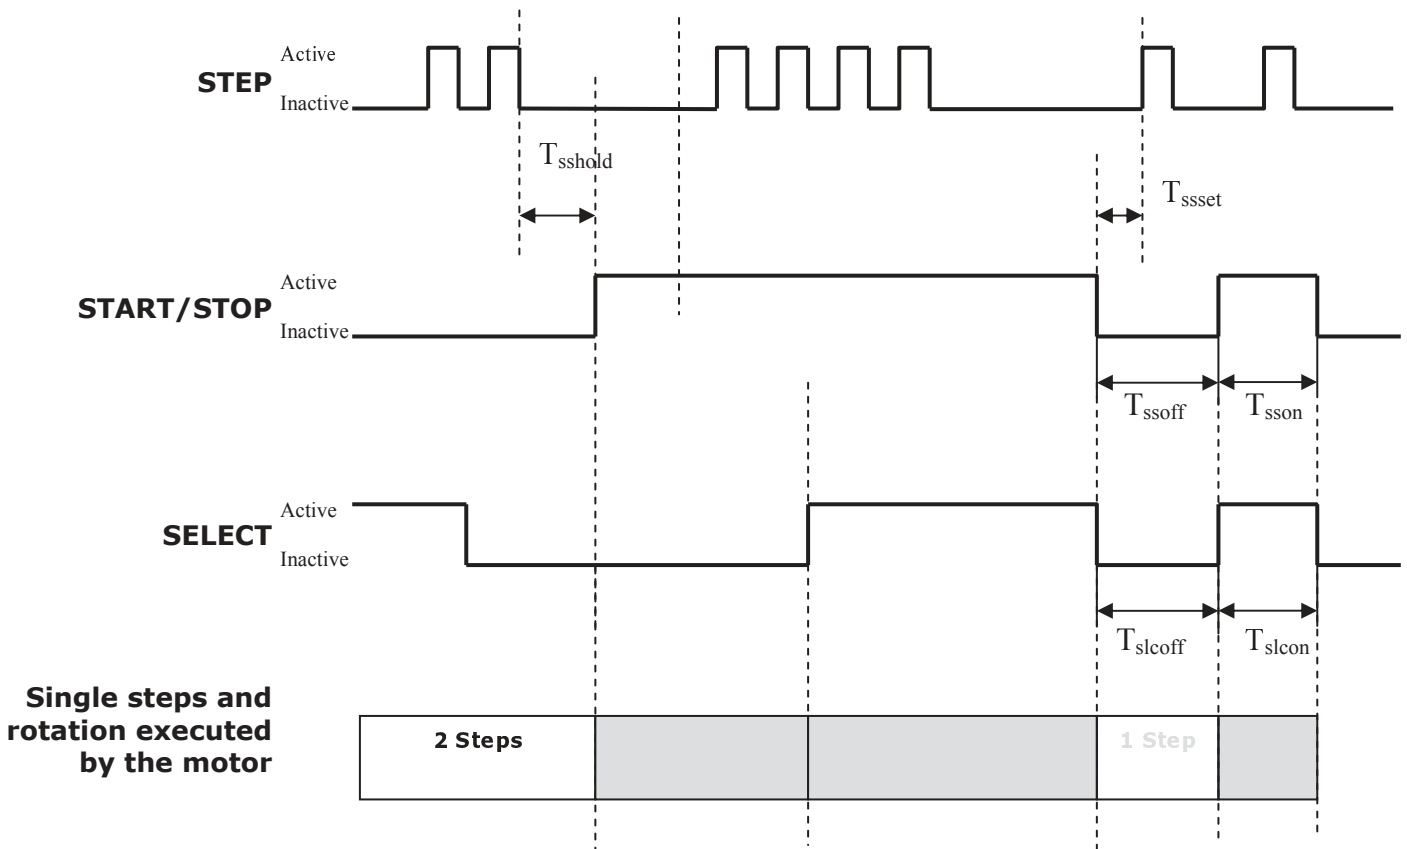 Active
STEP
Inactive
Tsshold
Tssset
Active
START/STOP
Inactive
Tssoff
Tsson
Active
SELECT
Inactive
Tslcoff
Tslcon
Single steps and
rotation executed
by the motor
2 Steps
1 Step